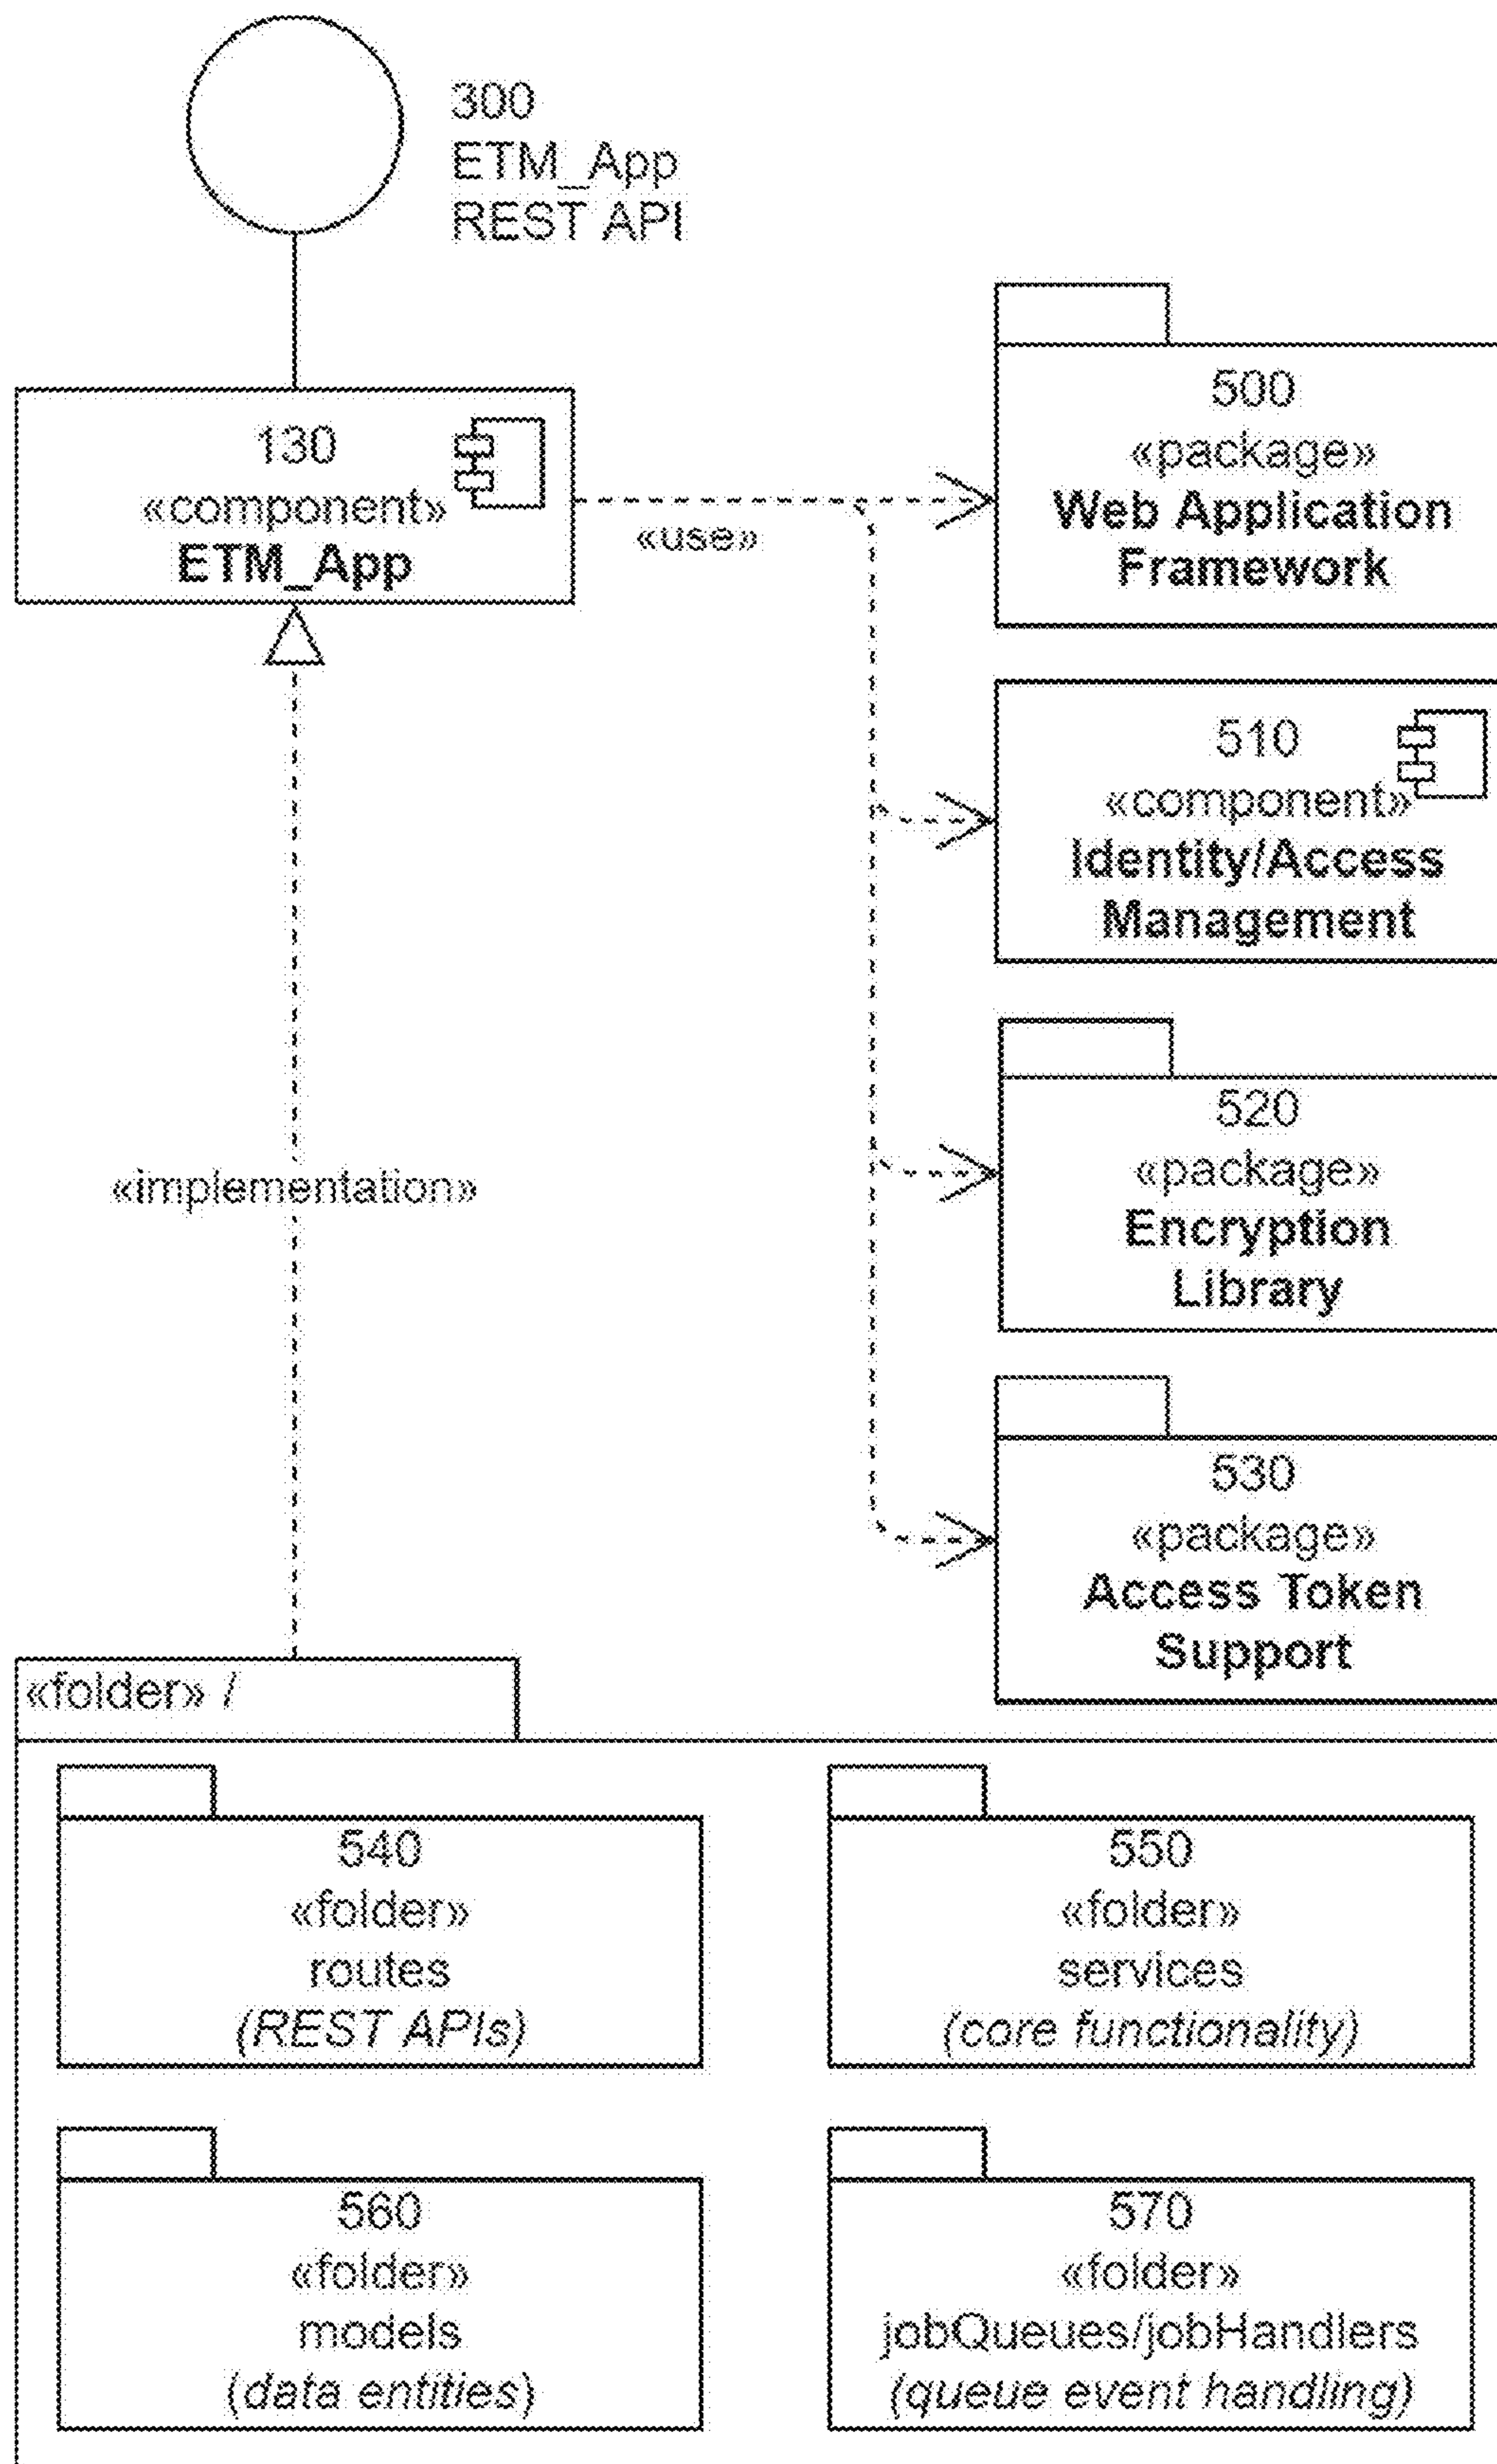 300
ETM_App
REST API
130
«component»
ETM_App
«use»
500
«package»
Web Application
Framework
510
«component»
Identity/Access
Management
520
«package»
Encryption
Library
530
«package»
Access Token
Support
«implementation»
«folder» /
540
«folder»
routes
(REST APIs)
550
«folder»
services
(core functionality)
560
«folder»
models
(data entities)
570
«folder»
jobQueues/jobHandlers
(queue event handling)